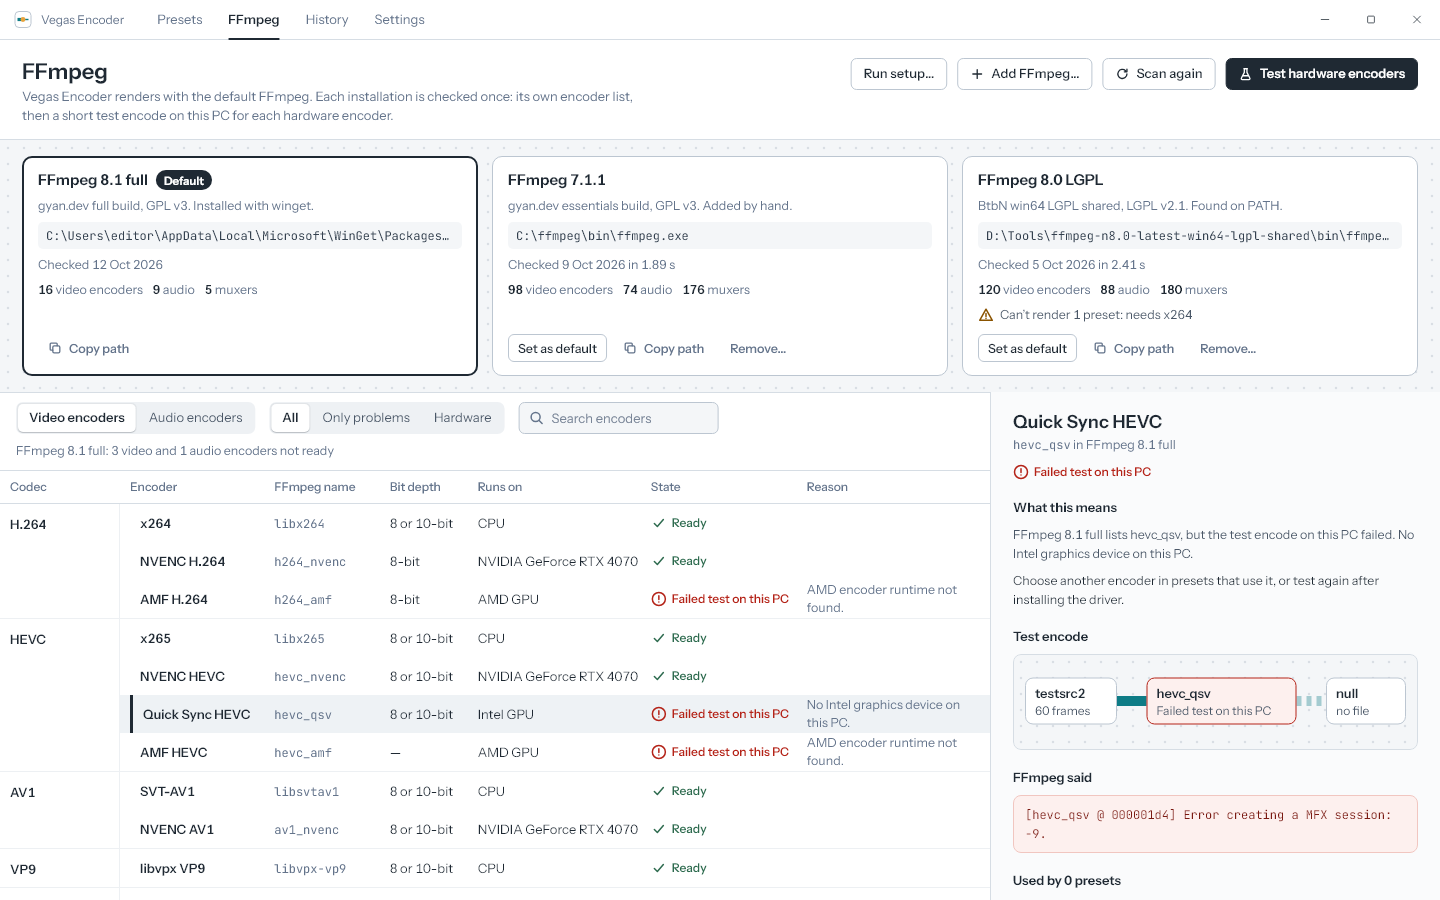 Vegas Encoder Presets FFmpeg History Settings
FFmpeg
Vegas Encoder renders with the default FFmpeg. Each installation is checked once: its own encoder list,
then a short test encode on this PC for each hardware encoder.
Run setup... Add FFmpeg... Scan again Test hardware encoders
FFmpeg 8.1 full Default
gyan.dev full build, GPL v3. Installed with winget.
C:\Users\editor\AppData\Local\Microsoft\WinGet\Packages…
Checked 12 Oct 2026
16 video encoders 9 audio 5 muxers
Copy path
FFmpeg 7.1.1
gyan.dev essentials build, GPL v3. Added by hand.
C:\ffmpeg\bin\ffmpeg.exe
Checked 9 Oct 2026 in 1.89 s
98 video encoders 74 audio 176 muxers
Set as default Copy path Remove...
FFmpeg 8.0 LGPL
BtbN win64 LGPL shared, LGPL v2.1. Found on PATH.
D:\Tools\ffmpeg-n8.0-latest-win64-lgpl-shared\bin\ffmpe…
Checked 5 Oct 2026 in 2.41 s
120 video encoders 88 audio 180 muxers
Can't render 1 preset: needs x264
Set as default Copy path Remove...
Video encoders Audio encoders All Only problems Hardware Search encoders
FFmpeg 8.1 full: 3 video and 1 audio encoders not ready
Codec Encoder FFmpeg name Bit depth Runs on State Reason
H.264 x264 libx264 8 or 10-bit CPU Ready
NVENC H.264 h264_nvenc 8-bit NVIDIA GeForce RTX 4070 Ready
AMF H.264 h264_amf 8-bit AMD GPU Failed test on this PC AMD encoder runtime not
found.
HEVC x265 libx265 8 or 10-bit CPU Ready
NVENC HEVC hevc_nvenc 8 or 10-bit NVIDIA GeForce RTX 4070 Ready
Quick Sync HEVC hevc_qsv 8 or 10-bit Intel GPU Failed test on this PC No Intel graphics device on
this PC.
AMF HEVC hevc_amf — AMD GPU Failed test on this PC AMD encoder runtime not
found.
AV1 SVT-AV1 libsvtav1 8 or 10-bit CPU Ready
NVENC AV1 av1_nvenc 8 or 10-bit NVIDIA GeForce RTX 4070 Ready
VP9 libvpx VP9 libvpx-vp9 8 or 10-bit CPU Ready
Quick Sync HEVC
hevc_qsv in FFmpeg 8.1 full
Failed test on this PC
What this means
FFmpeg 8.1 full lists hevc_qsv, but the test encode on this PC failed. No
Intel graphics device on this PC.
Choose another encoder in presets that use it, or test again after
installing the driver.
Test encode
testsrc2 hevc_qsv null
60 frames Failed test on this PC no file
FFmpeg said
[hevc_qsv @ 000001d4] Error creating a MFX session:
-9.
Used by 0 presets